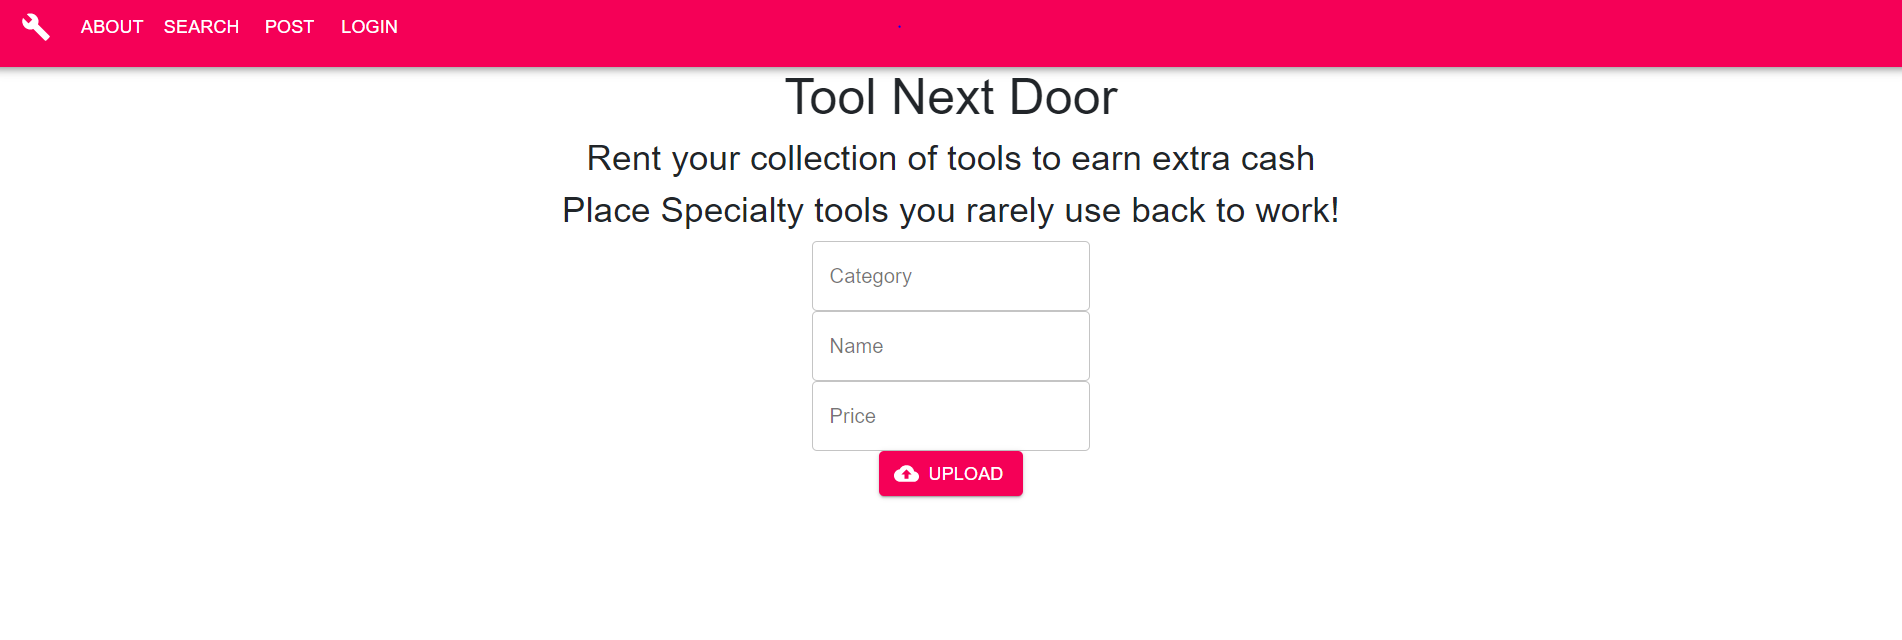 ABOUT SEARCH POST LOGIN
Tool Next Door
Rent your collection of tools to earn extra cash
Place Specialty tools you rarely use back to work!
Category
Name
Price
UPLOAD